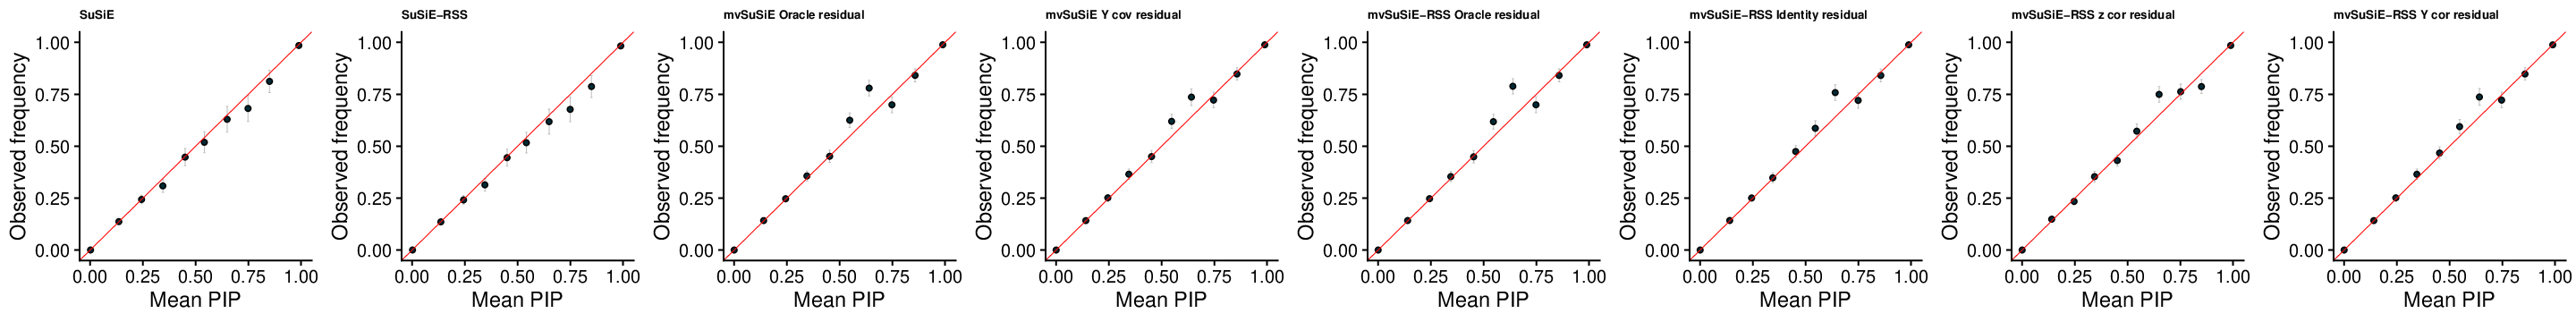 SuSiE
1.00
0.75
0.50
0.25
0.00
Observed frequency
0.00 0.25 0.50 0.75 1.00
Mean PIP
SuSiE−RSS
1.00
0.75
0.50
0.25
0.00
Observed frequency
0.00 0.25 0.50 0.75 1.00
Mean PIP
mvSuSiE Oracle residual
1.00
0.75
0.50
0.25
0.00
Observed frequency
0.00 0.25 0.50 0.75 1.00
Mean PIP
mvSuSiE Y cov residual
1.00
0.75
0.50
0.25
0.00
Observed frequency
0.00 0.25 0.50 0.75 1.00
Mean PIP
mvSuSiE−RSS Oracle residual
1.00
0.75
0.50
0.25
0.00
Observed frequency
0.00 0.25 0.50 0.75 1.00
Mean PIP
mvSuSiE−RSS Identity residual
1.00
0.75
0.50
0.25
0.00
Observed frequency
0.00 0.25 0.50 0.75 1.00
Mean PIP
mvSuSiE−RSS z cor residual
1.00
0.75
0.50
0.25
0.00
Observed frequency
0.00 0.25 0.50 0.75 1.00
Mean PIP
mvSuSiE−RSS Y cor residual
1.00
0.75
0.50
0.25
0.00
Observed frequency
0.00 0.25 0.50 0.75 1.00
Mean PIP